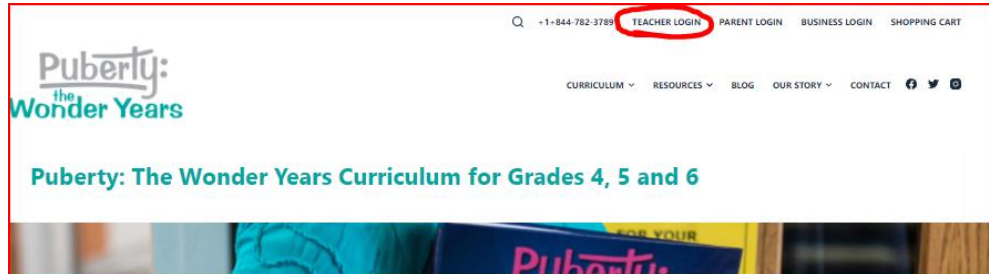 +1-844-782-3789 TEACHER LOGIN PARENT LOGIN BUSINESS LOGIN SHOPPING CART
Puberty:
the
Wonder Years
CURRICULUM RESOURCES BLOG OUR STORY CONTACT
Puberty: The Wonder Years Curriculum for Grades 4, 5 and 6
FOR YOUR
Puberty: